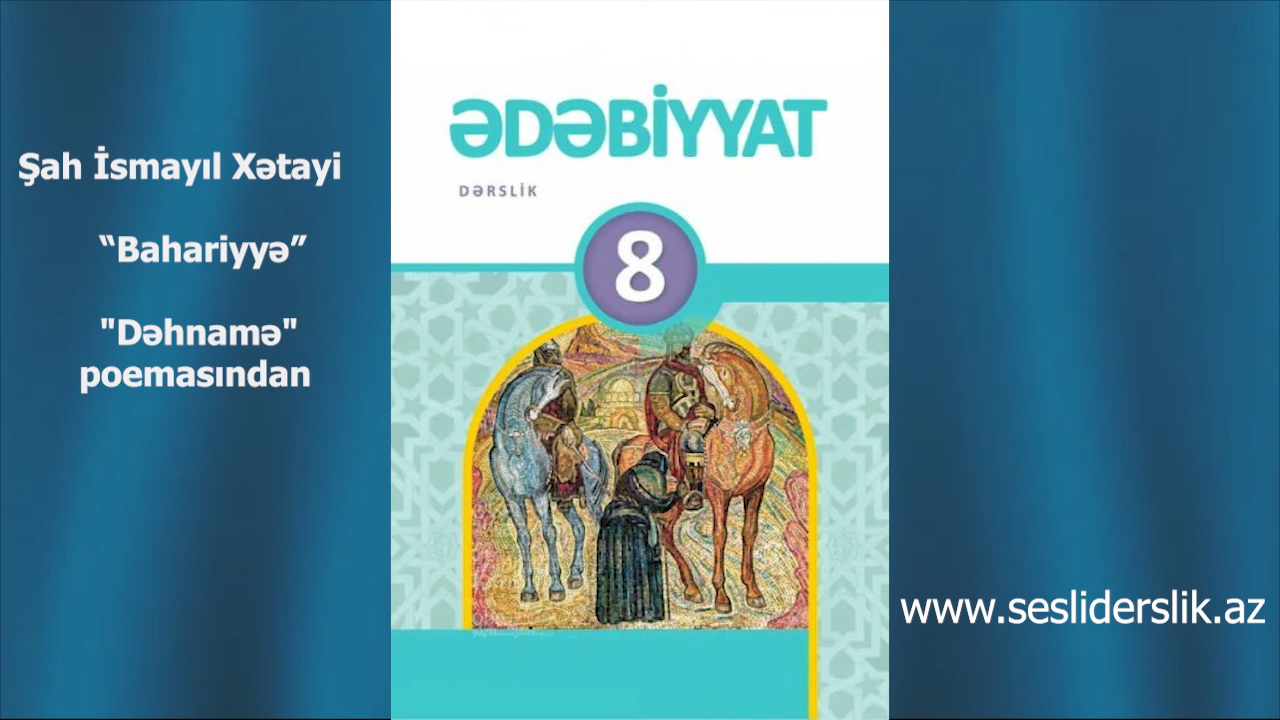 Şah İsmayıl Xətayi
“Bahariyyə”
"Dəhnamə"
poemasından
ƏDƏBİYYAT
DƏRSLİK
8
www.sesliderslik.az